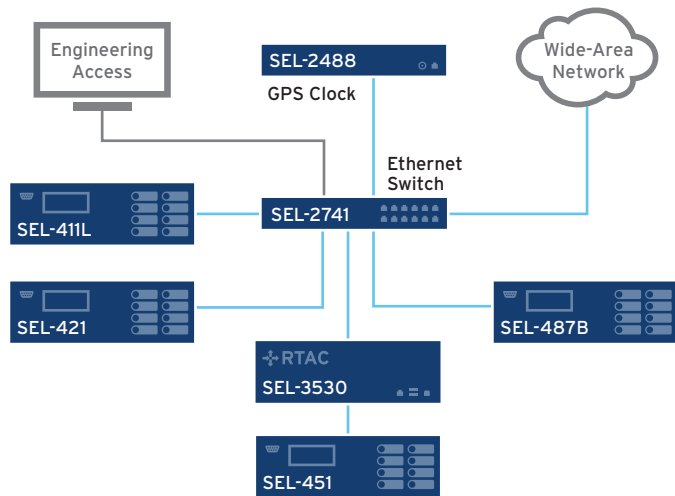 Engineering
Access
SEL-2488
GPS Clock
Wide-Area
Network
Ethernet
Switch
SEL-2741
SEL-411L
SEL-421
SEL-487B
RTAC
SEL-3530
SEL-451